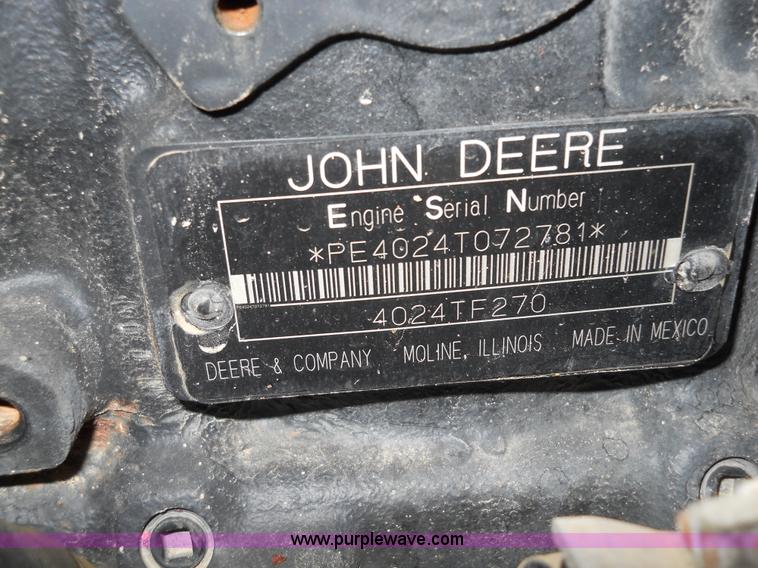 JOHN DEERE
Engine Serial Number
*PE4024T072781*
4024TF270
DEERE & COMPANY MOLINE, ILLINOIS MADE IN MEXICO
www.purplewave.com